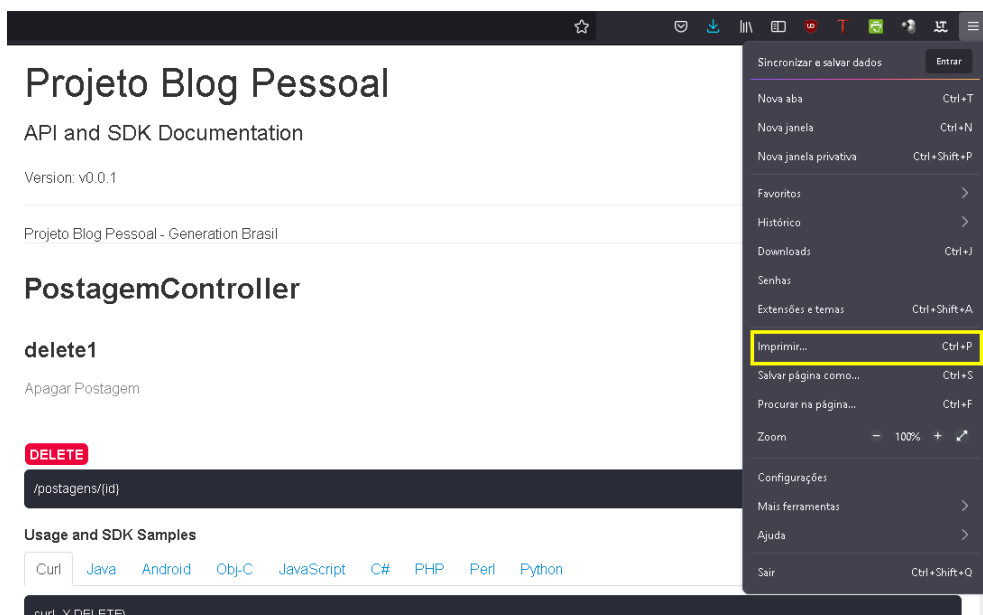 Projeto Blog Pessoal
API and SDK Documentation
Version: v0.0.1
Projeto Blog Pessoal - Generation Brasil
PostagemController
delete1
Apagar Postagem
DELETE
/postagens/{id}
Usage and SDK Samples
Curl Java Android Obj-C JavaScript C# PHP Perl Python
curl -X DELETE\
Sincronizar e salvar dados Entrar
Nova aba Ctrl+T
Nova janela Ctrl+N
Nova janela privativa Ctrl+Shift+P
Favoritos
Histórico
Downloads Ctrl+J
Senhas
Extensões e temas Ctrl+Shift+A
Imprimir... Ctrl+P
Salvar página como... Ctrl+S
Procurar na página... Ctrl+F
Zoom − 100% +
Configurações
Mais ferramentas
Ajuda
Sair Ctrl+Shift+Q